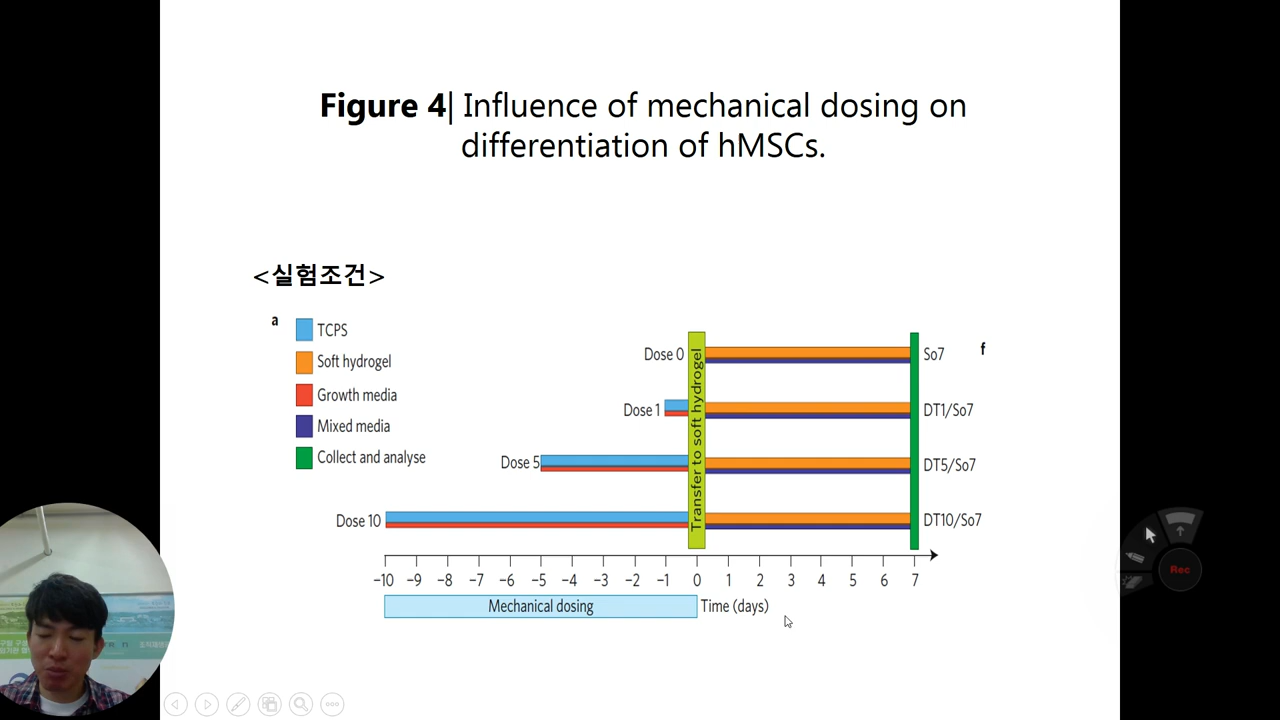 Figure 4| Influence of mechanical dosing on
differentiation of hMSCs.
<실험조건>
a
TCPS
Soft hydrogel
Growth media
Mixed media
Collect and analyse
Transfer to soft hydrogel
Dose 0
So7
f
Dose 1
DT1/So7
Dose 5
DT5/So7
Dose 10
DT10/So7
−10 −9 −8 −7 −6 −5 −4 −3 −2 −1 0 1 2 3 4 5 6 7
Mechanical dosing
Time (days)
Rec